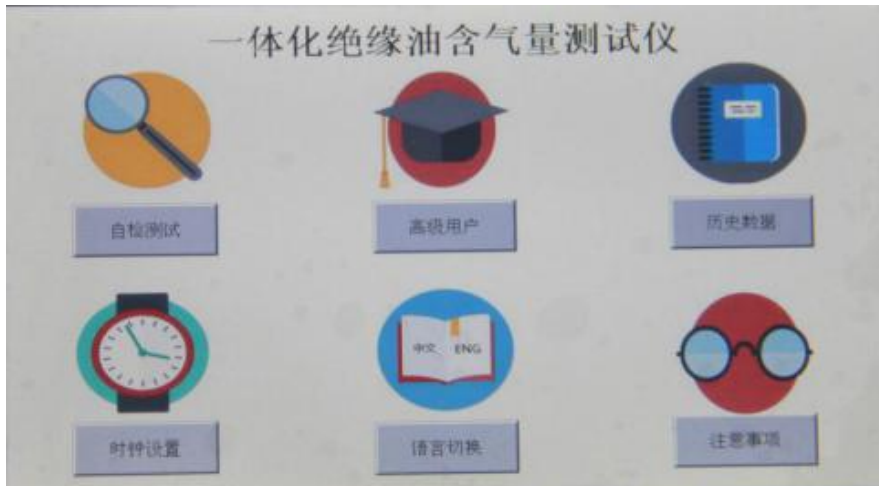 一体化绝缘油含气量测试仪
自检测试
高级用户
历史数据
中文 ENG
时钟设置
语言切换
注意事项